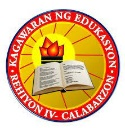 KAGAWARAN NG EDUKASYON
REHIYON IV- CALABARZON